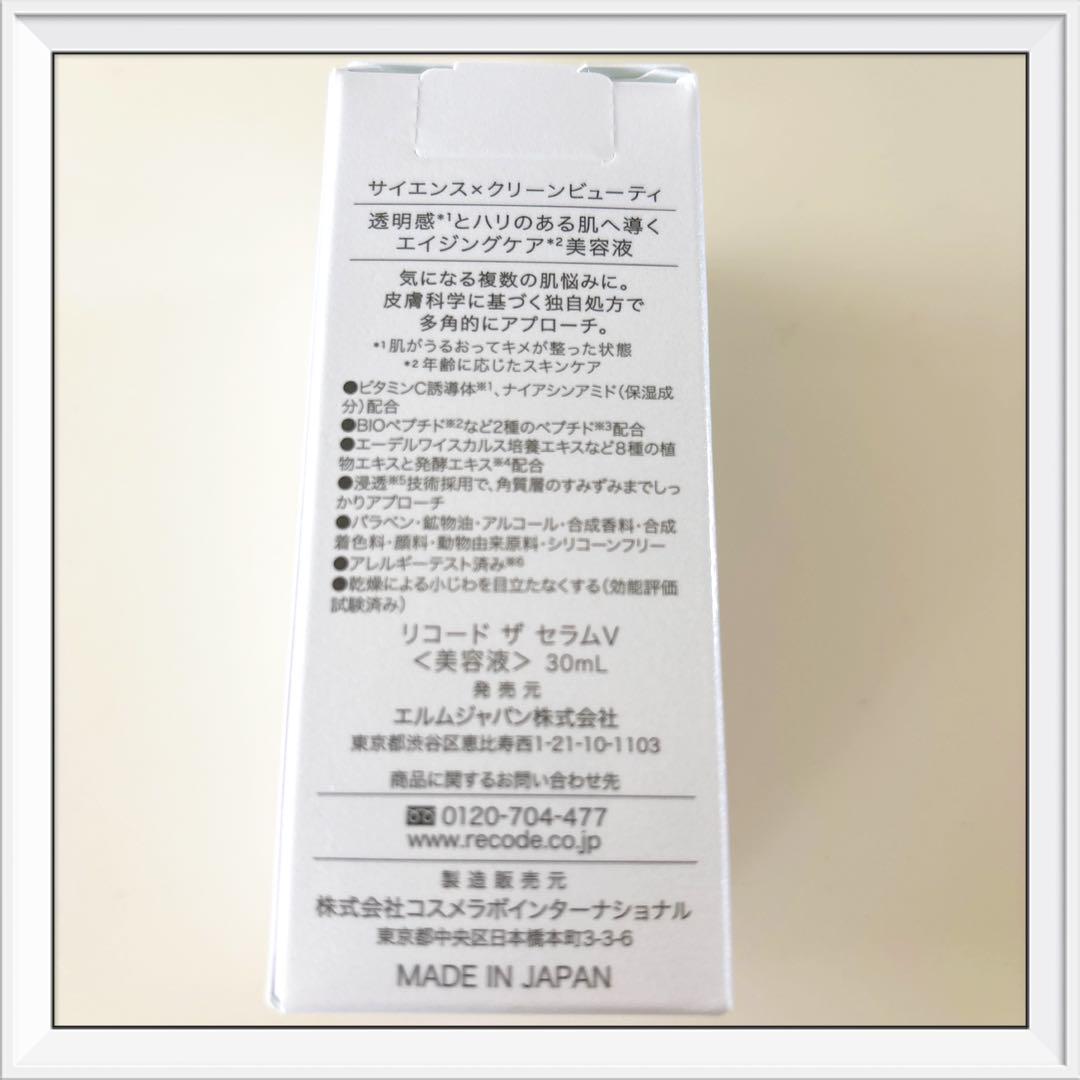 サイエンス×クリーンビューティ
透明感*1とハリのある肌へ導く
エイジングケア*2美容液
気になる複数の肌悩みに。
皮膚科学に基づく独自処方で
多角的にアプローチ。
*1 肌がうるおってキメが整った状態
*2 年齢に応じたスキンケア
●ビタミンC誘導体※1、ナイアシンアミド(保湿成
分)配合
●BIOペプチド※2など2種のペプチド※3配合
●エーデルワイスカルス培養エキスなど8種の植
物エキスと発酵エキス※4配合
●浸透※5技術採用で、角質層のすみずみまでしっ
かりアプローチ
●パラベン・鉱物油・アルコール・合成香料・合成
着色料・顔料・動物由来原料・シリコーンフリー
●アレルギーテスト済み※6
●乾燥による小じわを目立たなくする(効能評価
試験済み)
リコード ザ セラムV
<美容液> 30mL
発売元
エルムジャパン株式会社
東京都渋谷区恵比寿西1-21-10-1103
商品に関するお問い合わせ先
0120-704-477
www.recode.co.jp
製造販売元
株式会社コスメラボインターナショナル
東京都中央区日本橋本町3-3-6
MADE IN JAPAN